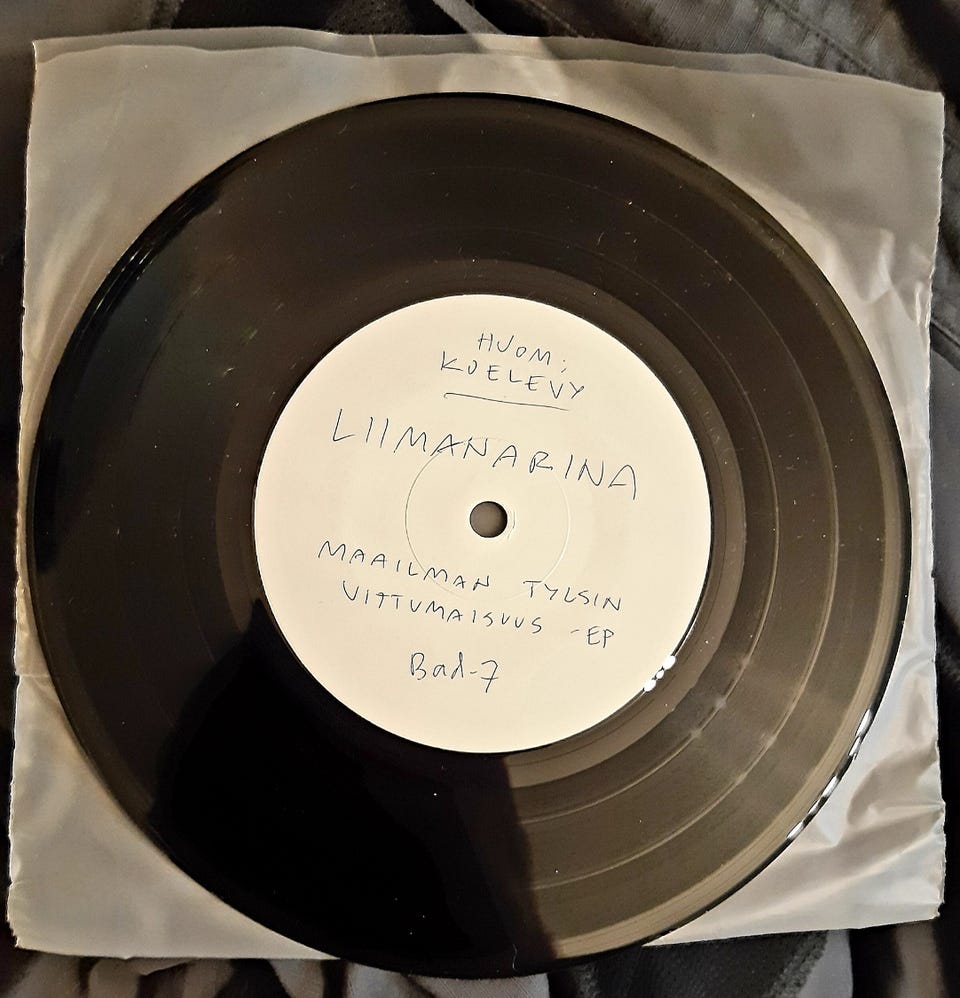 HUOM:
KOELEVY
LIIMANARINA
MAAILMAN TYLSIN
VITTUMAISUUS -EP
Bad-7